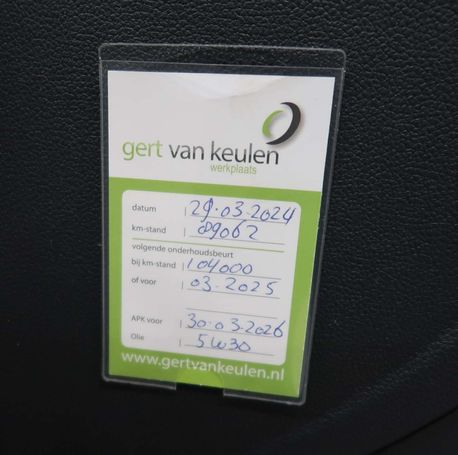 gert van keulen
werkplaats
datum 29.03.2024
km-stand 89062
volgende onderhoudsbeurt
bij km-stand 104000
of voor 03.2025
APK voor 30.03.2026
Olie 5W30
www.gertvankeulen.nl